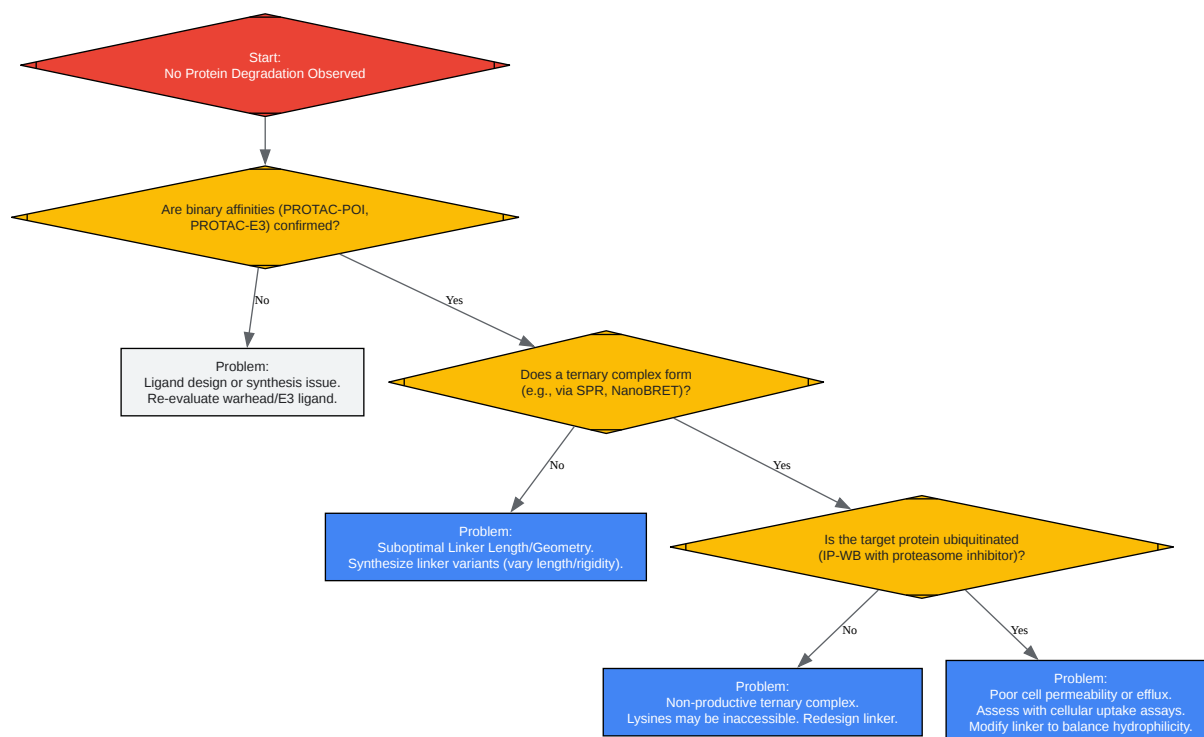 Start:
No Protein Degradation Observed
Are binary affinities (PROTAC-POI,
PROTAC-E3) confirmed?
No
Yes
Problem:
Ligand design or synthesis issue.
Re-evaluate warhead/E3 ligand.
Does a ternary complex form
(e.g., via SPR, NanoBRET)?
No
Yes
Problem:
Suboptimal Linker Length/Geometry.
Synthesize linker variants (vary length/rigidity).
Is the target protein ubiquitinated
(IP-WB with proteasome inhibitor)?
No
Yes
Problem:
Non-productive ternary complex.
Lysines may be inaccessible. Redesign linker.
Problem:
Poor cell permeability or efflux.
Assess with cellular uptake assays.
Modify linker to balance hydrophilicity.